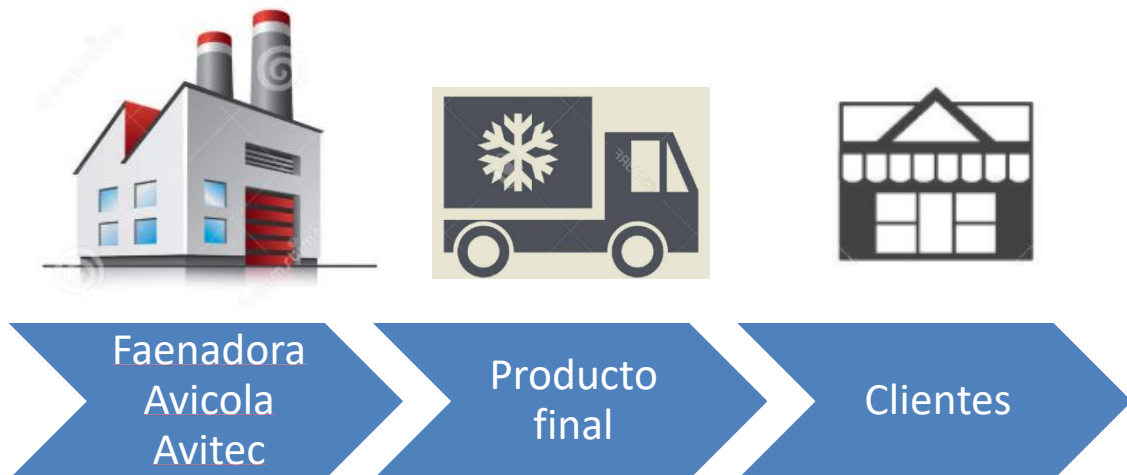 Faenadora
Avicola
Avitec
Producto
final
Clientes